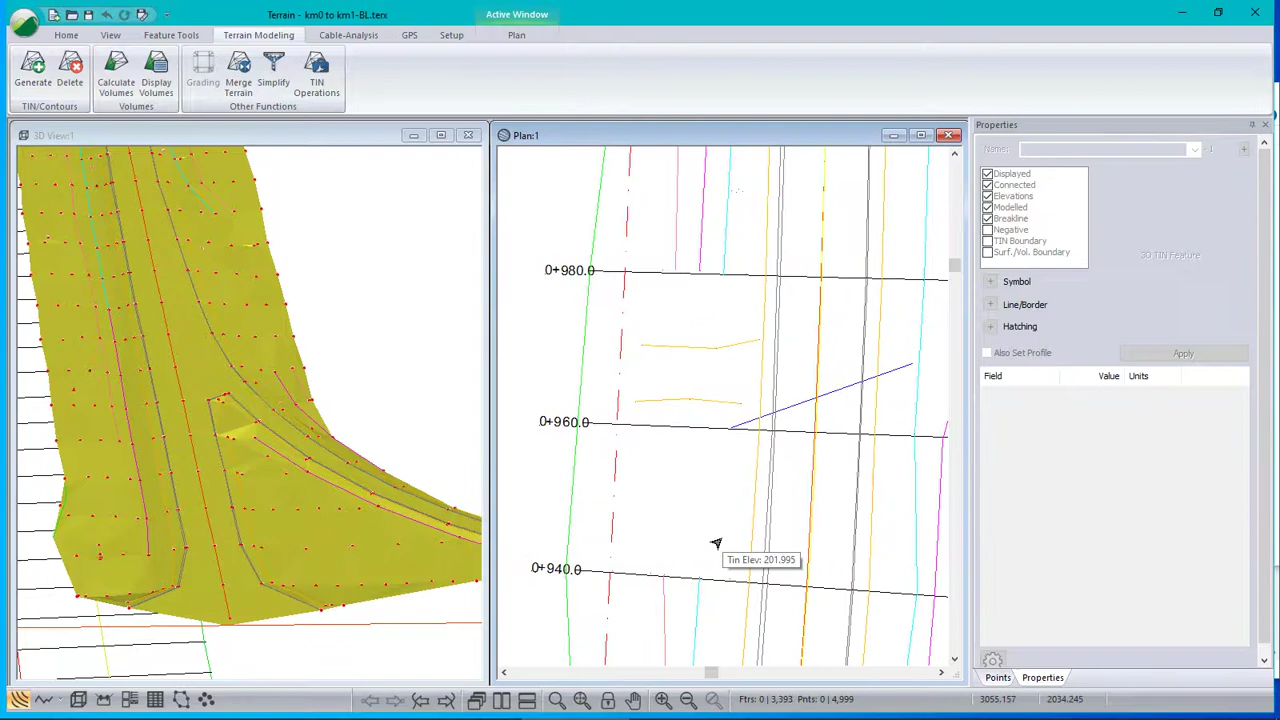 Terrain - km0 to km1-BL.terx
Active Window
Home View Feature Tools Terrain Modeling Cable-Analysis GPS Setup Plan
Generate Delete Calculate Volumes Display Volumes Grading Merge Terrain Simplify TIN Operations
TIN/Contours Volumes Other Functions
3D View:1
Plan:1
0+980.0
0+960.0
0+940.0
Tin Elev: 201.995
Properties
Name: - 1
Displayed
Connected
Elevations
Modelled
Breakline
Negative
TIN Boundary
Surf./Vol. Boundary
3D TIN Feature
Symbol
Line/Border
Hatching
Also Set Profile Apply
Field Value Units
Points Properties
Ftrs: 0 | 3,393 Pnts: 0 | 4,999 3055.157 2034.245